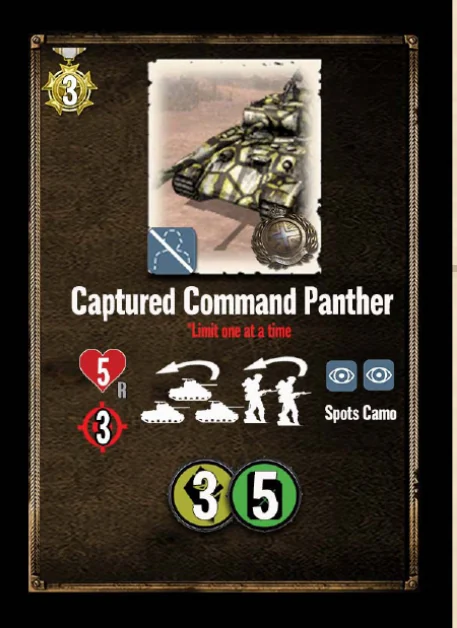 3
Captured Command Panther
*Limit one at a time
5
R
3
Spots Camo
3 5